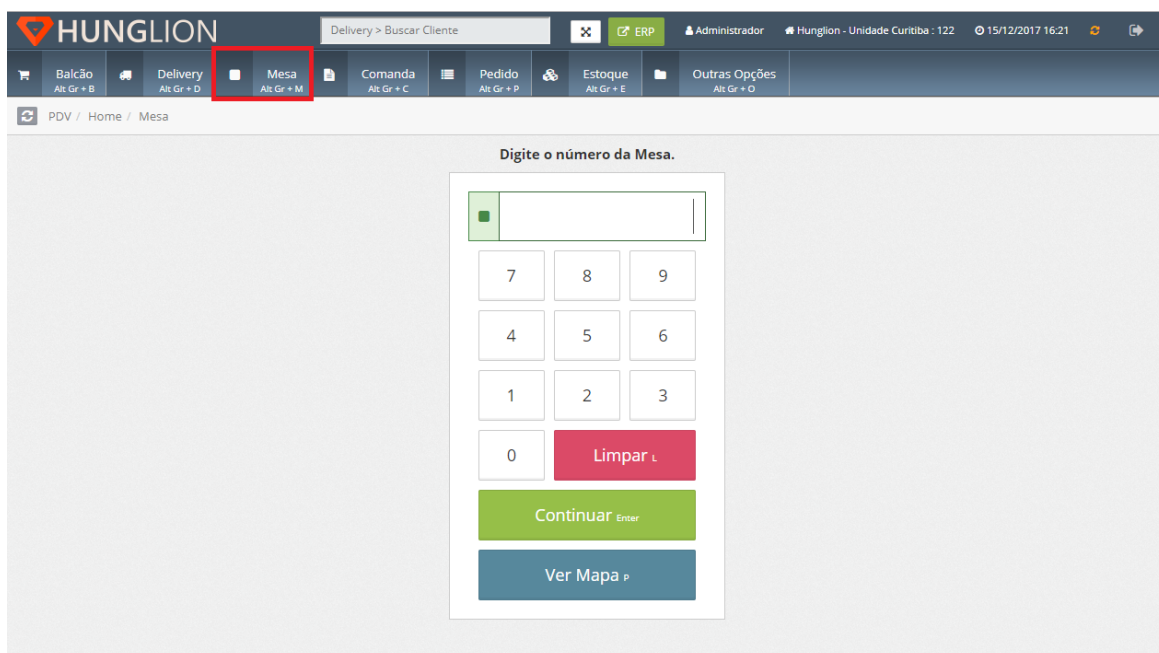 HUNGLION Delivery > Buscar Cliente ERP Administrador Hunglion - Unidade Curitiba : 122 15/12/2017 16:21
Balcão Delivery Mesa Comanda Pedido Estoque Outras Opções
Alt Gr + B Alt Gr + D Alt Gr + M Alt Gr + C Alt Gr + P Alt Gr + E Alt Gr + O
PDV / Home / Mesa
Digite o número da Mesa.
7 8 9
4 5 6
1 2 3
0 Limpar L
Continuar Enter
Ver Mapa P